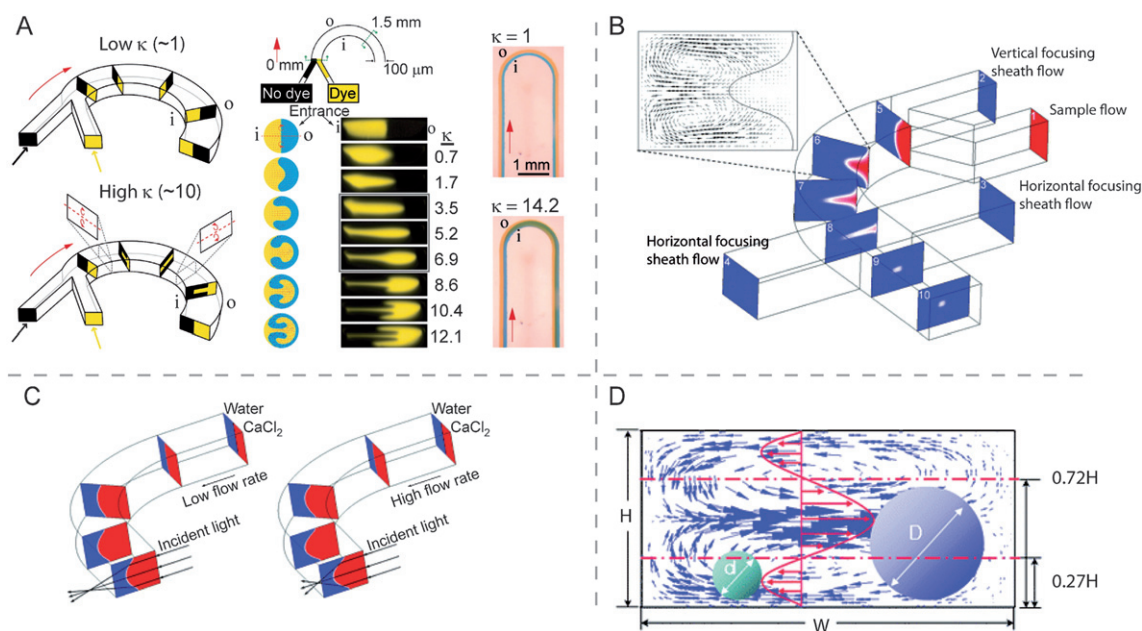 A
Low κ (~1)
o
i
High κ (~10)
i
o
o
i
1.5 mm
0 mm
100 μm
No dye
Dye
Entrance
i
o
i
o
κ
0.7
1.7
3.5
5.2
6.9
8.6
10.4
12.1
κ = 1
o
i
1 mm
κ = 14.2
o
i
B
Vertical focusing
sheath flow
Sample flow
Horizontal focusing
sheath flow
Horizontal focusing
sheath flow
1
2
3
4
5
6
7
8
9
10
C
Water
CaCl2
Low flow rate
Incident light
Water
CaCl2
High flow rate
Incident light
D
H
0.72H
D
d
0.27H
W